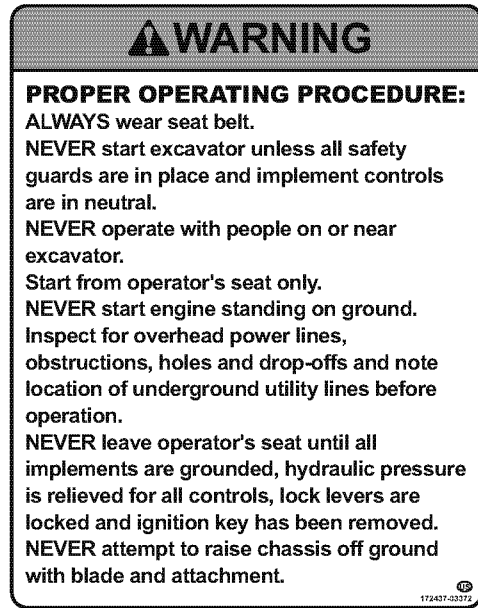 WARNING
PROPER OPERATING PROCEDURE:
ALWAYS wear seat belt.
NEVER start excavator unless all safety
guards are in place and implement controls
are in neutral.
NEVER operate with people on or near
excavator.
Start from operator's seat only.
NEVER start engine standing on ground.
Inspect for overhead power lines,
obstructions, holes and drop-offs and note
location of underground utility lines before
operation.
NEVER leave operator's seat until all
implements are grounded, hydraulic pressure
is relieved for all controls, lock levers are
locked and ignition key has been removed.
NEVER attempt to raise chassis off ground
with blade and attachment.
US
172437-03372